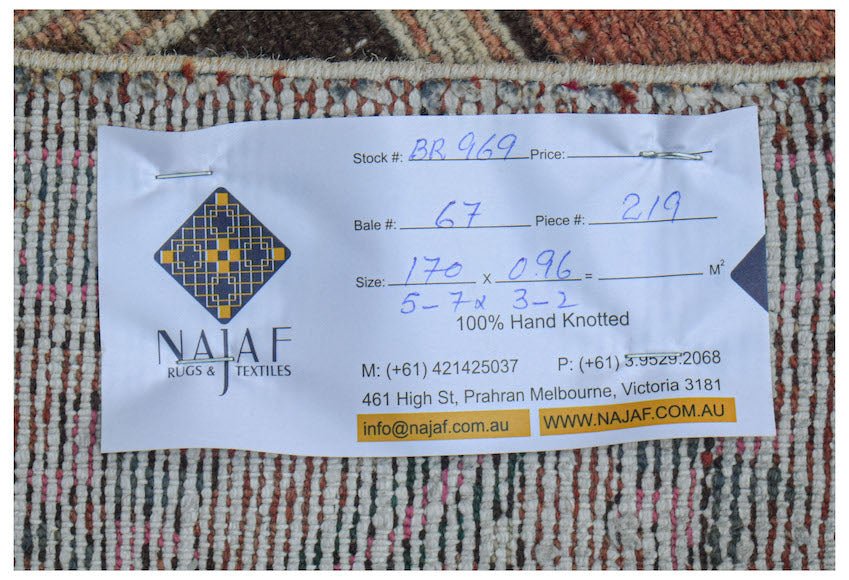 Stock #: BR 969 Price:
Bale #: 67 Piece #: 219
Size: 170 x 0.96 = M²
5-7x 3-2
100% Hand Knotted
NAJAF
RUGS & TEXTILES
M: (+61) 421425037 P: (+61) 3.9529.2068
461 High St, Prahran Melbourne, Victoria 3181
info@najaf.com.au WWW.NAJAF.COM.AU